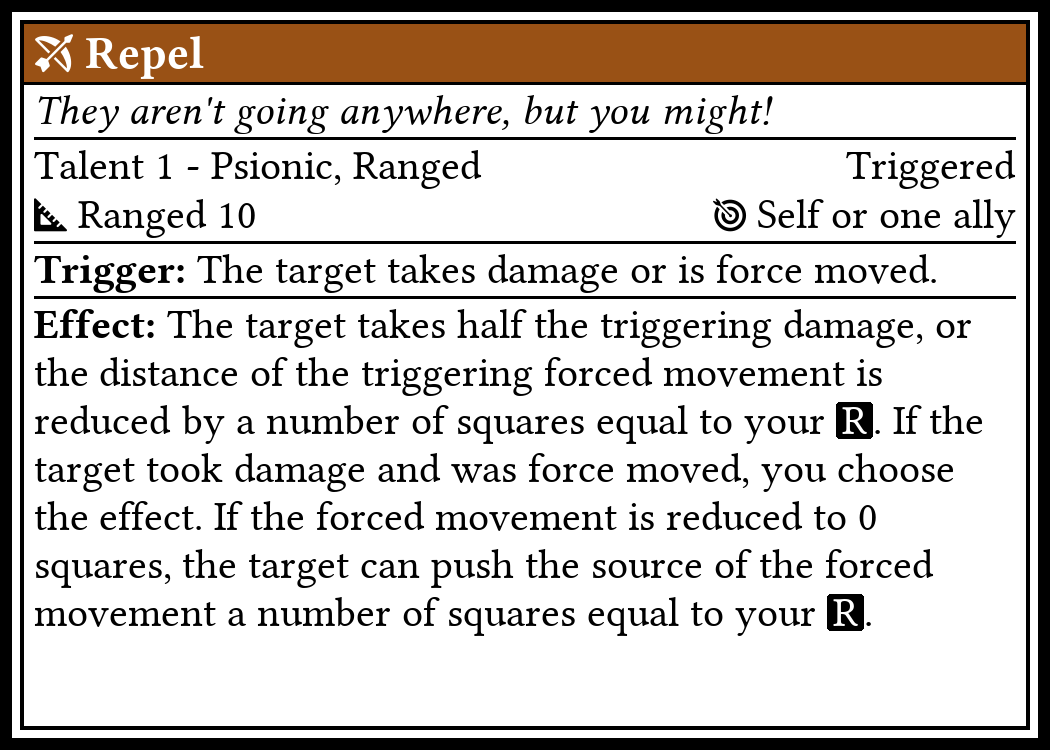 Repel
They aren't going anywhere, but you might!
Talent 1 - Psionic, Ranged Triggered
Ranged 10 Self or one ally
Trigger: The target takes damage or is force moved.
Effect: The target takes half the triggering damage, or
the distance of the triggering forced movement is
reduced by a number of squares equal to your R. If the
target took damage and was force moved, you choose
the effect. If the forced movement is reduced to 0
squares, the target can push the source of the forced
movement a number of squares equal to your R.